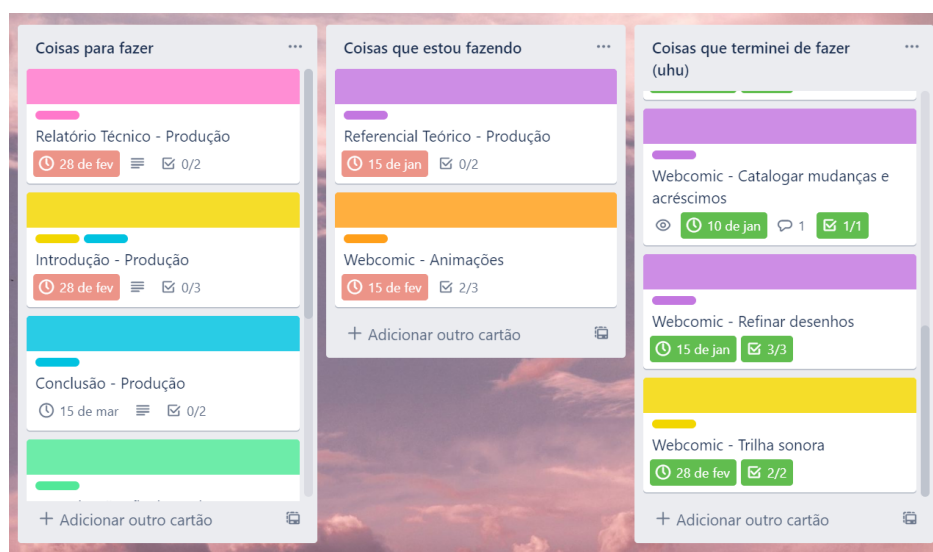 Coisas para fazer
Relatório Técnico - Produção
28 de fev 0/2
Introdução - Produção
28 de fev 0/3
Conclusão - Produção
15 de mar 0/2
+ Adicionar outro cartão
Coisas que estou fazendo
Referencial Teórico - Produção
15 de jan 0/2
Webcomic - Animações
15 de fev 2/3
+ Adicionar outro cartão
Coisas que terminei de fazer
(uhu)
Webcomic - Catalogar mudanças e
acréscimos
10 de jan 1 1/1
Webcomic - Refinar desenhos
15 de jan 3/3
Webcomic - Trilha sonora
28 de fev 2/2
+ Adicionar outro cartão